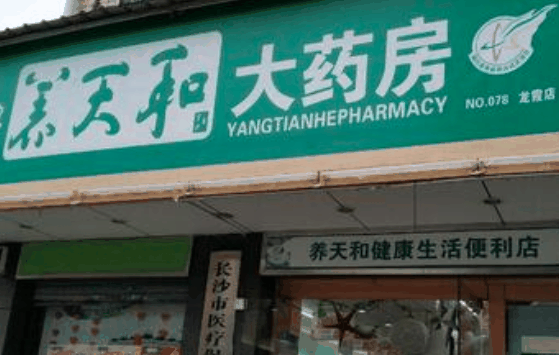 养天和
大药房
YANGTIANHEPHARMACY
NO.078 龙霞店
养天和健康生活便利店
长沙市医疗保